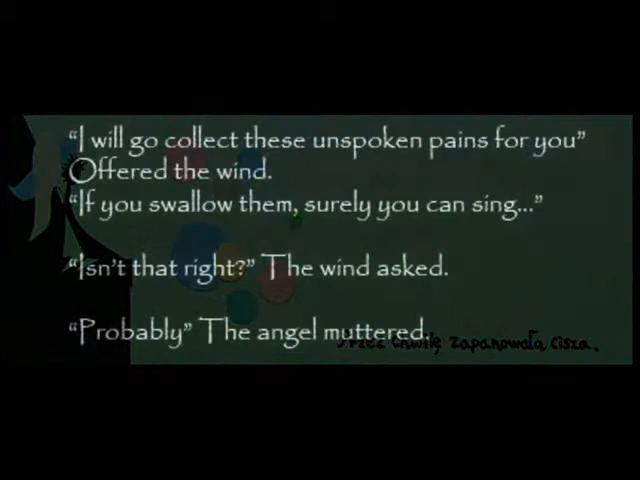 “I will go collect these unspoken pains for you”
Offered the wind.
“If you swallow them, surely you can sing...”
“Isn’t that right?” The wind asked.
“Probably” The angel muttered.
Przez chwilę zapanowała cisza.